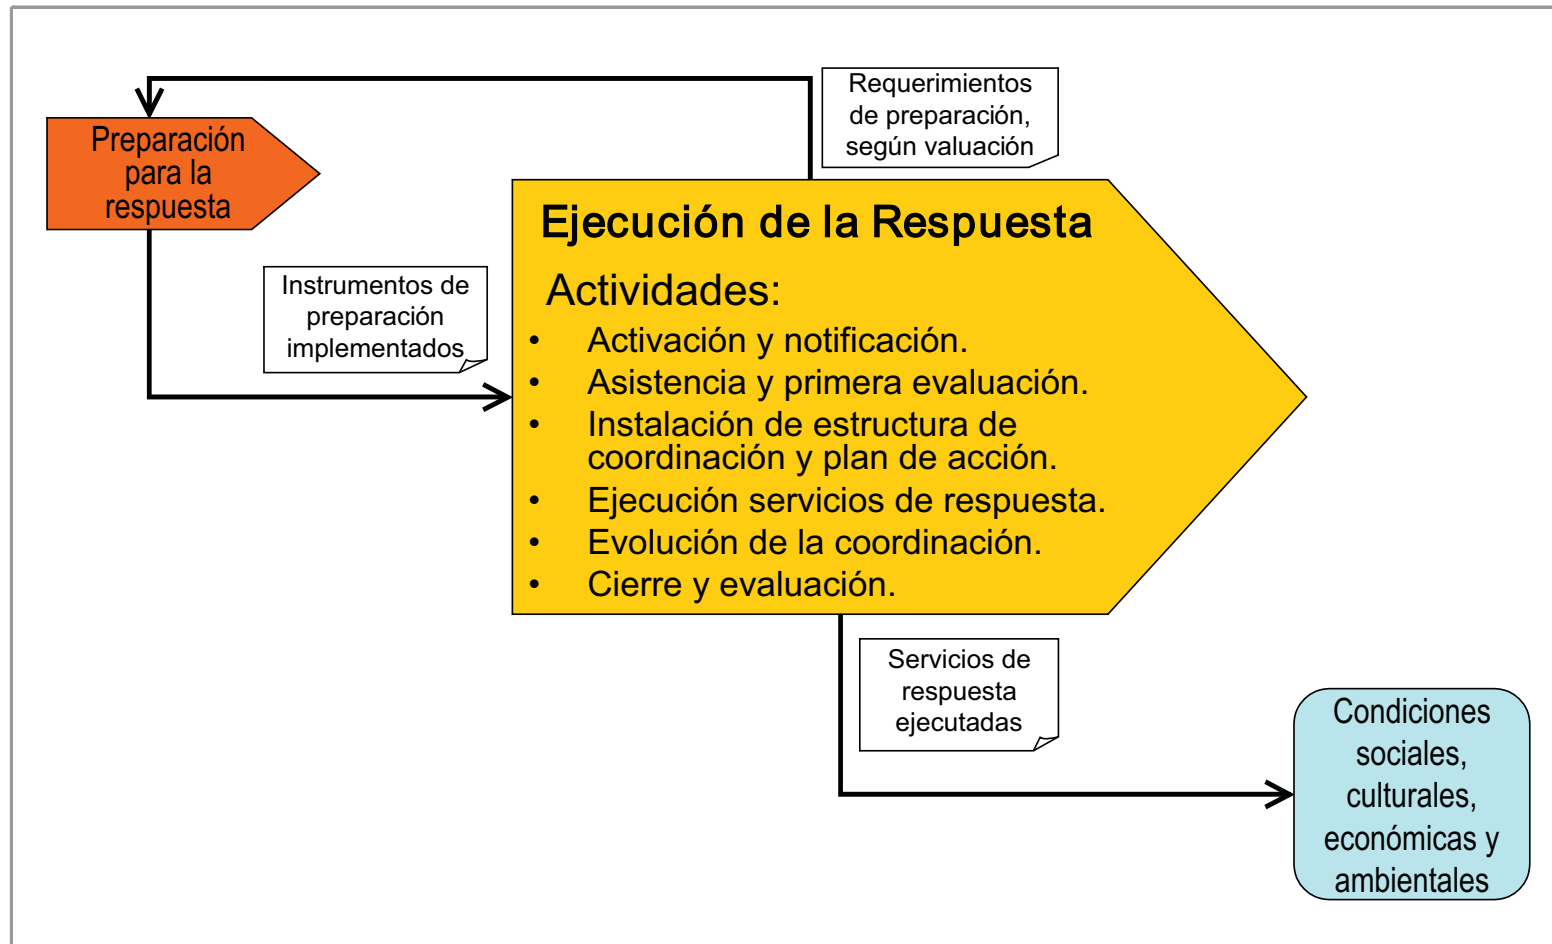 Requerimientos
de preparación,
según valuación
Preparación
para la
respuesta
Instrumentos de
preparación
implementados
Ejecución de la Respuesta
Actividades:
• Activación y notificación.
• Asistencia y primera evaluación.
• Instalación de estructura de
coordinación y plan de acción.
• Ejecución servicios de respuesta.
• Evolución de la coordinación.
• Cierre y evaluación.
Servicios de
respuesta
ejecutadas
Condiciones
sociales,
culturales,
económicas y
ambientales